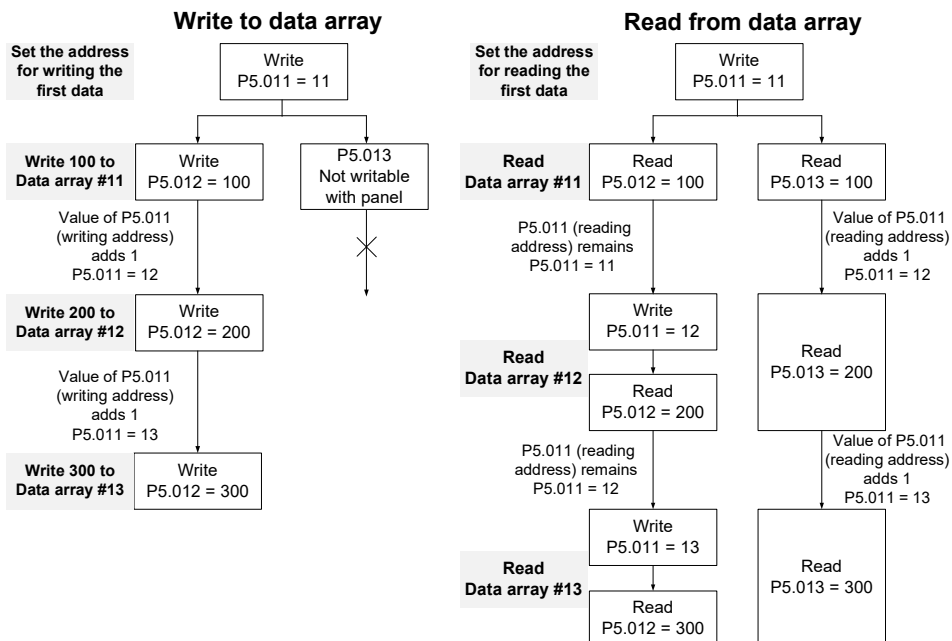 Write to data array
Set the address
for writing the
first data
Write
P5.011 = 11
Write 100 to
Data array #11
Write
P5.012 = 100
P5.013
Not writable
with panel
Value of P5.011
(writing address)
adds 1
P5.011 = 12
Write 200 to
Data array #12
Write
P5.012 = 200
Value of P5.011
(writing address)
adds 1
P5.011 = 13
Write 300 to
Data array #13
Write
P5.012 = 300
Read from data array
Set the address
for reading the
first data
Write
P5.011 = 11
Read
Data array #11
Read
P5.012 = 100
Read
P5.013 = 100
P5.011 (reading
address) remains
P5.011 = 11
Value of P5.011
(reading address)
adds 1
P5.011 = 12
Read
Data array #12
Write
P5.011 = 12
Read
P5.012 = 200
Read
P5.013 = 200
P5.011 (reading
address) remains
P5.011 = 12
Value of P5.011
(reading address)
adds 1
P5.011 = 13
Read
Data array #13
Write
P5.011 = 13
Read
P5.012 = 300
Read
P5.013 = 300